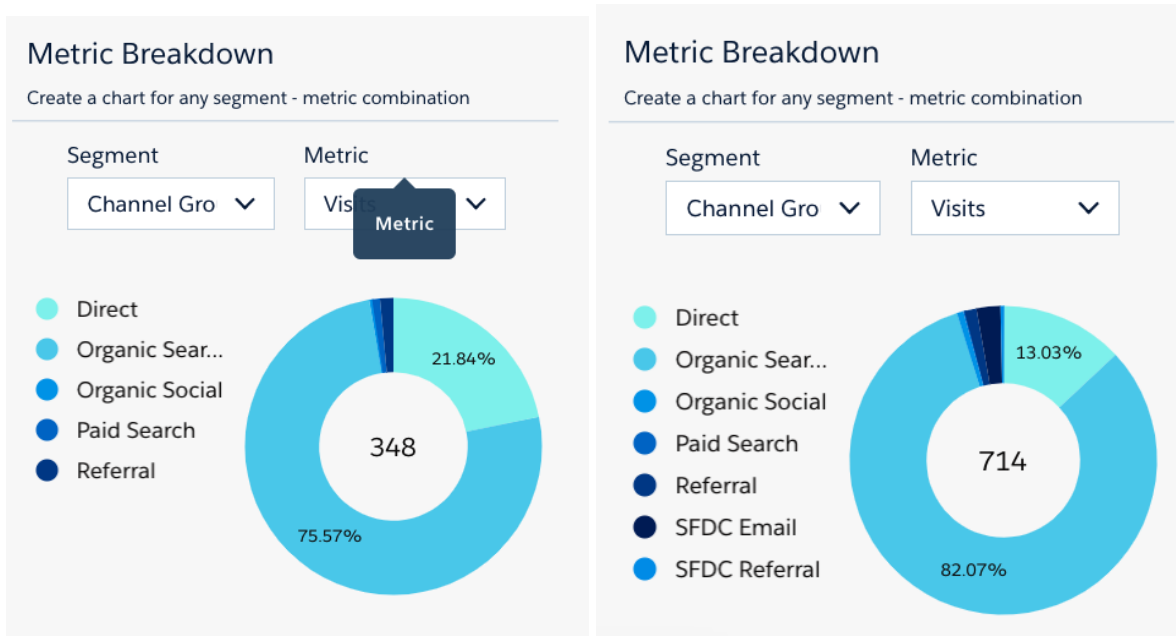 Metric Breakdown
Create a chart for any segment - metric combination
Segment
Metric
Channel Gro
Visits
Metric
Direct
Organic Sear...
Organic Social
Paid Search
Referral
21.84%
348
75.57%
Metric Breakdown
Create a chart for any segment - metric combination
Segment
Metric
Channel Gro
Visits
Direct
Organic Sear...
Organic Social
Paid Search
Referral
SFDC Email
SFDC Referral
13.03%
714
82.07%